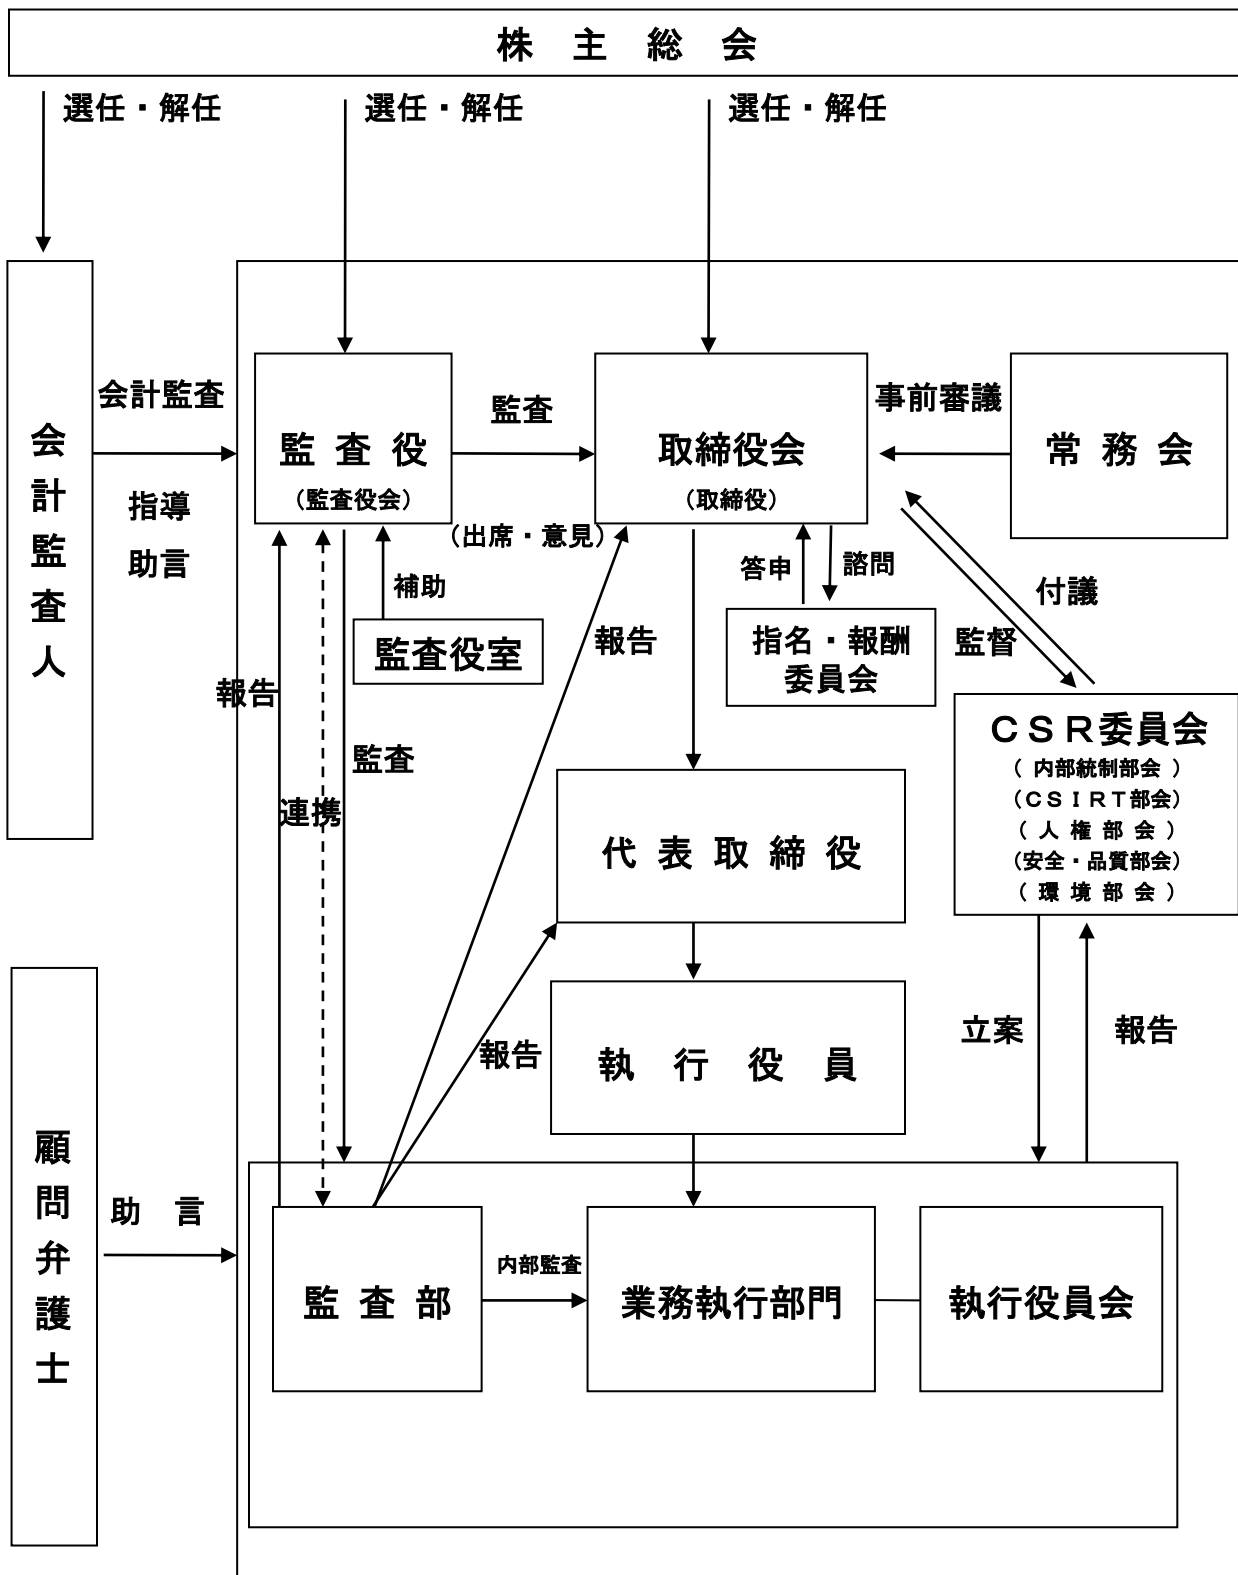 株 主 総 会
選任・解任
選任・解任
選任・解任
会計監査人
会計監査
指導
助言
監 査 役
（監査役会）
監査
（出席・意見）
取締役会
（取締役）
事前審議
常 務 会
補助
監査役室
答申
諮問
指名・報酬
委員会
付議
監督
報告
報告
連携
監査
ＣＳＲ委員会
（ 内部統制部会 ）
（ＣＳＩＲＴ部会）
（ 人 権 部 会 ）
（安全・品質部会）
（ 環 境 部 会 ）
代 表 取 締 役
報告
執 行 役 員
立案
報告
顧問弁護士
助 言
監 査 部
内部監査
業務執行部門
執行役員会